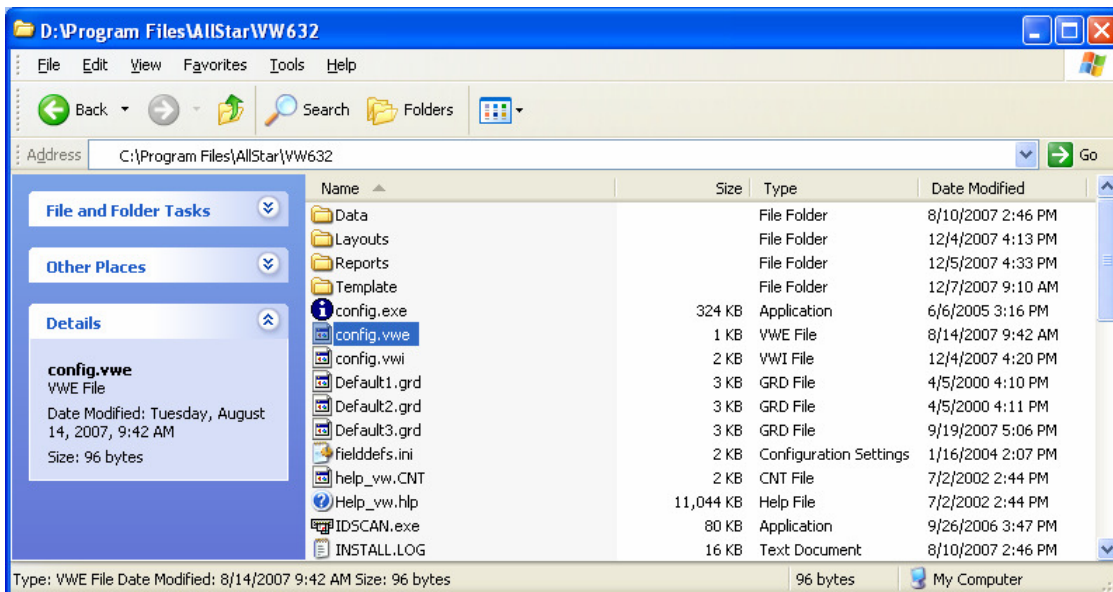 D:\Program Files\AllStar\VW632
File Edit View Favorites Tools Help
Back Search Folders
Address C:\Program Files\AllStar\VW632 Go
File and Folder Tasks
Other Places
Details
config.vwe
VWE File
Date Modified: Tuesday, August
14, 2007, 9:42 AM
Size: 96 bytes
Name Size Type Date Modified
Data File Folder 8/10/2007 2:46 PM
Layouts File Folder 12/4/2007 4:13 PM
Reports File Folder 12/5/2007 4:33 PM
Template File Folder 12/7/2007 9:10 AM
config.exe 324 KB Application 6/6/2005 3:16 PM
config.vwe 1 KB VWE File 8/14/2007 9:42 AM
config.vwi 2 KB VWI File 12/4/2007 4:20 PM
Default1.grd 3 KB GRD File 4/5/2000 4:10 PM
Default2.grd 3 KB GRD File 4/5/2000 4:11 PM
Default3.grd 3 KB GRD File 9/19/2007 5:06 PM
fielddefs.ini 2 KB Configuration Settings 1/16/2004 2:07 PM
help_vw.CNT 2 KB CNT File 7/2/2002 2:44 PM
Help_vw.hlp 11,044 KB Help File 7/2/2002 2:44 PM
IDSCAN.exe 80 KB Application 9/26/2006 3:47 PM
INSTALL.LOG 16 KB Text Document 8/10/2007 2:46 PM
Type: VWE File Date Modified: 8/14/2007 9:42 AM Size: 96 bytes 96 bytes My Computer